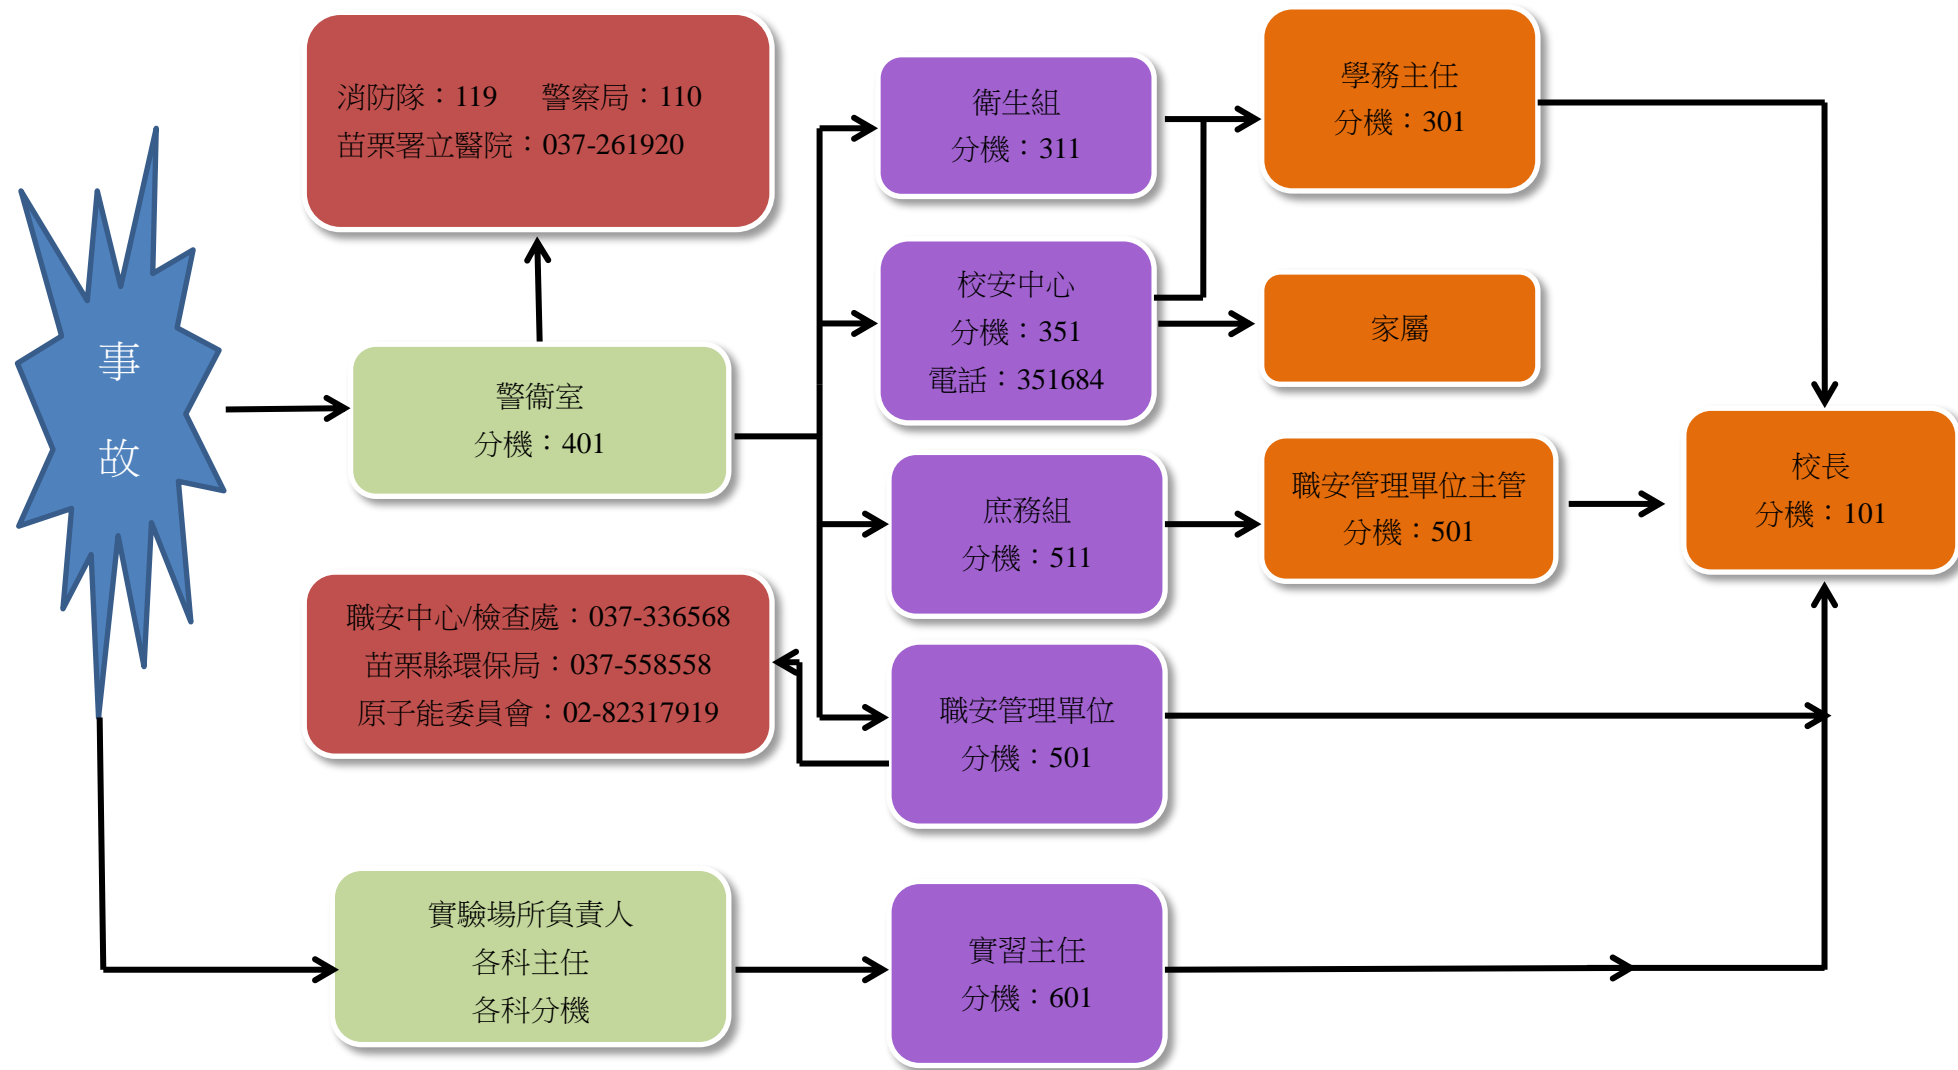 事
故
消防隊：119 警察局：110
苗栗署立醫院：037-261920
警衛室
分機：401
職安中心/檢查處：037-336568
苗栗縣環保局：037-558558
原子能委員會：02-82317919
實驗場所負責人
各科主任
各科分機
衛生組
分機：311
校安中心
分機：351
電話：351684
庶務組
分機：511
職安管理單位
分機：501
實習主任
分機：601
學務主任
分機：301
家屬
職安管理單位主管
分機：501
校長
分機：101